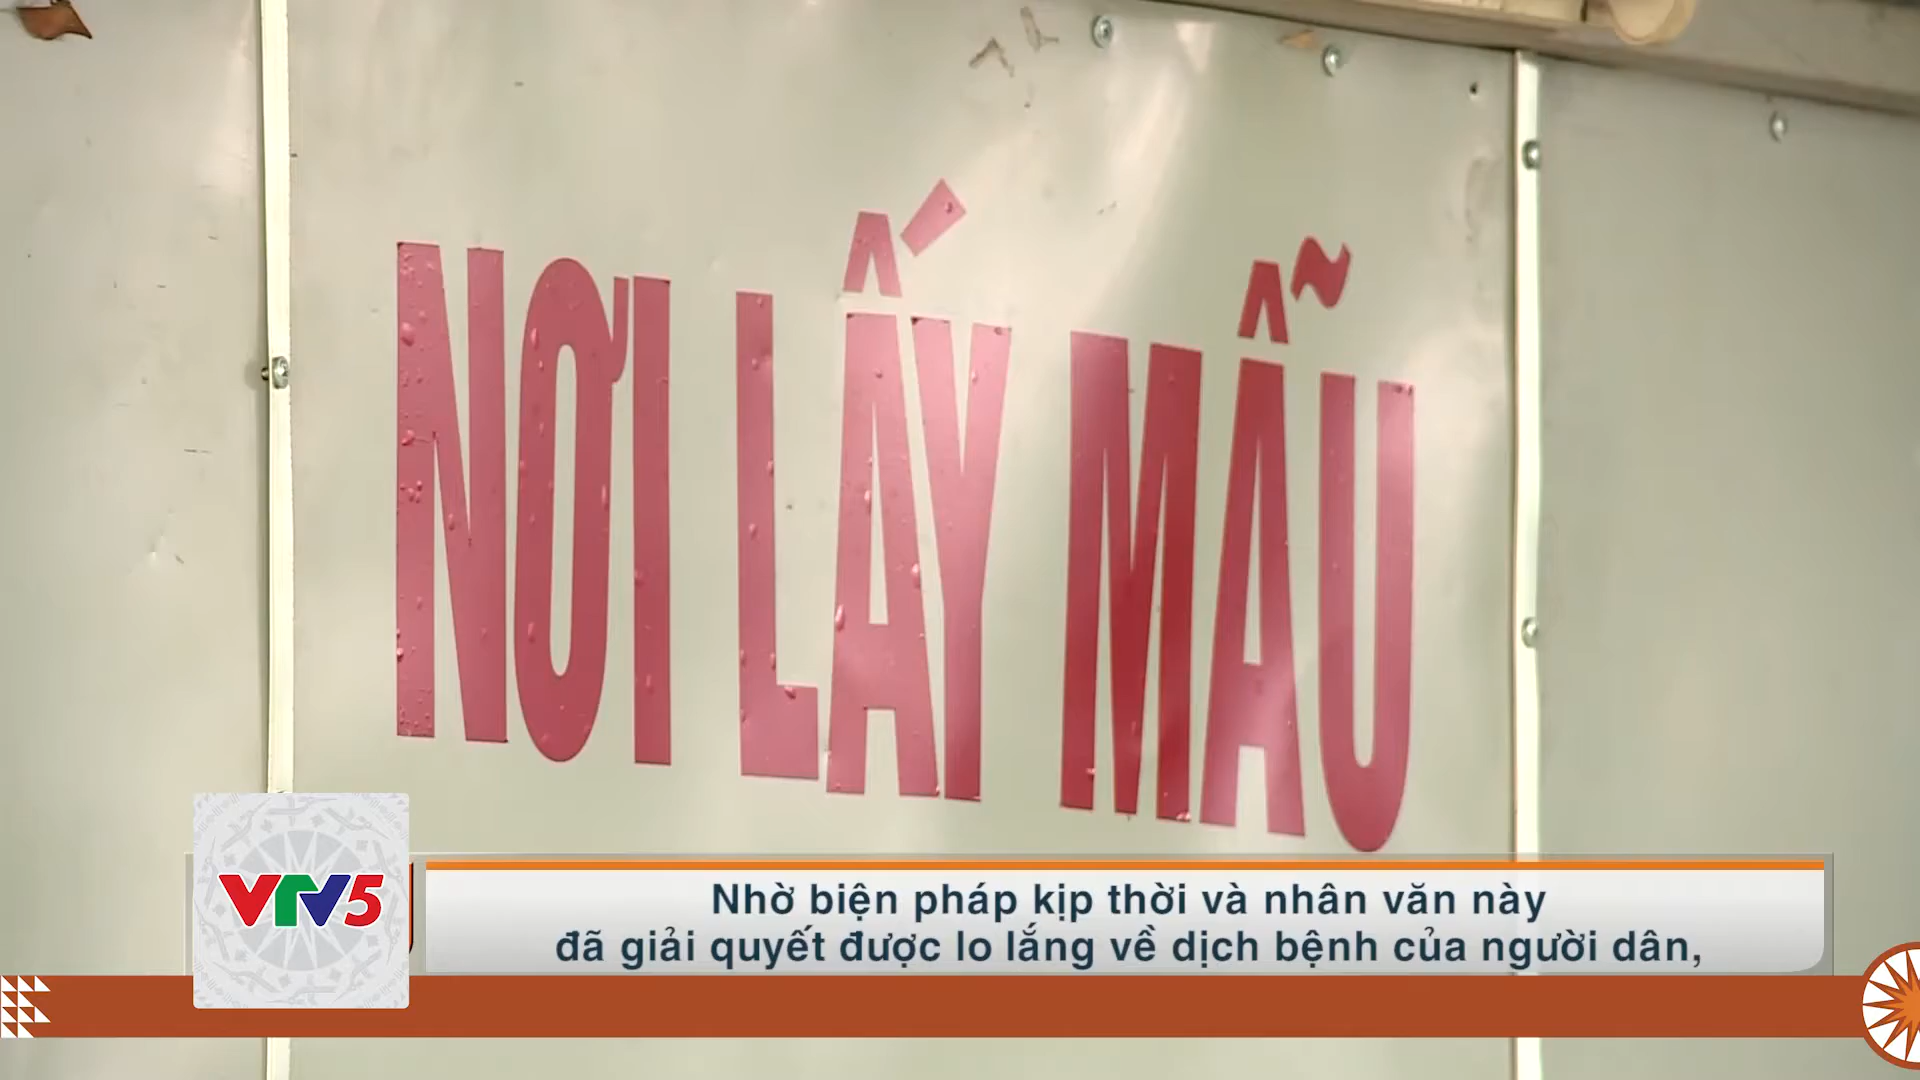 NƠI LẤY MẪU
VTV5
Nhờ biện pháp kịp thời và nhân văn này
đã giải quyết được lo lắng về dịch bệnh của người dân,